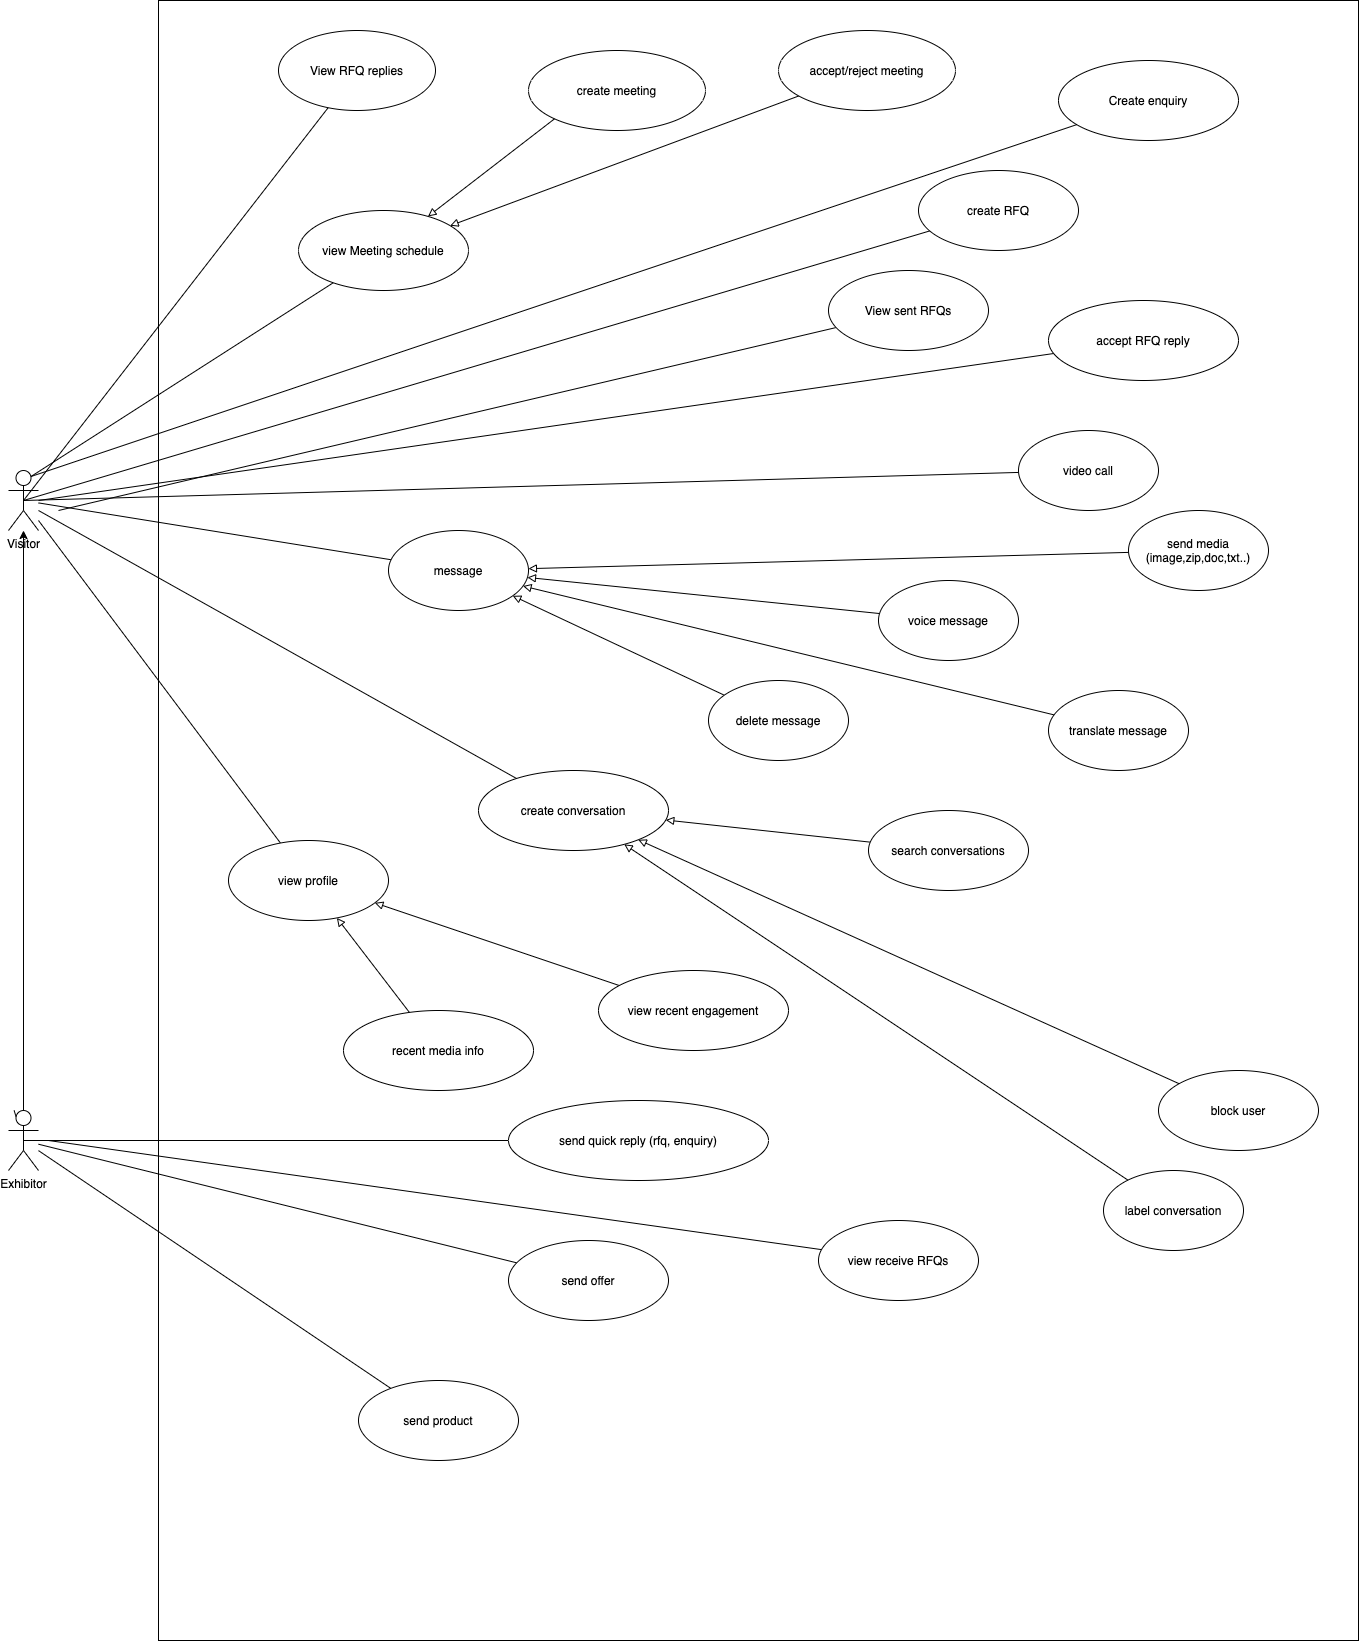 View RFQ replies
create meeting
accept/reject meeting
Create enquiry
create RFQ
view Meeting schedule
View sent RFQs
accept RFQ reply
video call
Visitor
message
send media
(image,zip,doc,txt..)
voice message
delete message
translate message
create conversation
search conversations
view profile
view recent engagement
recent media info
block user
send quick reply (rfq, enquiry)
Exhibitor
label conversation
view receive RFQs
send offer
send product